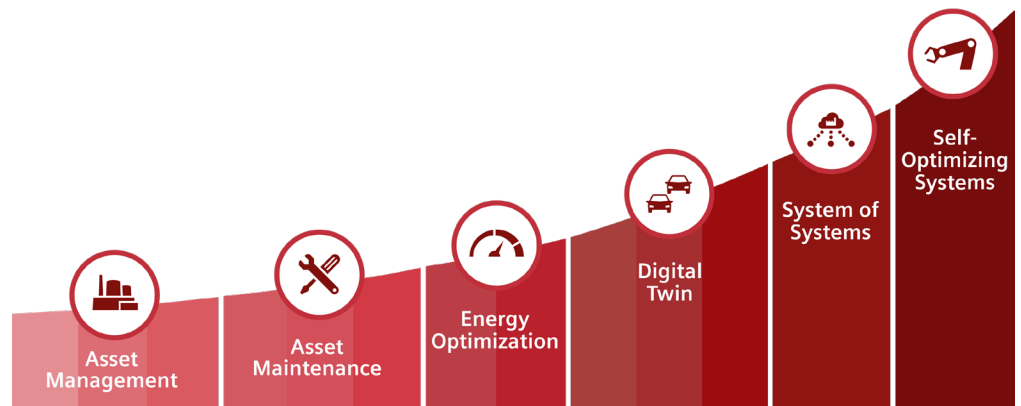 Asset
Management
Asset
Maintenance
Energy
Optimization
Digital
Twin
System of
Systems
Self-
Optimizing
Systems